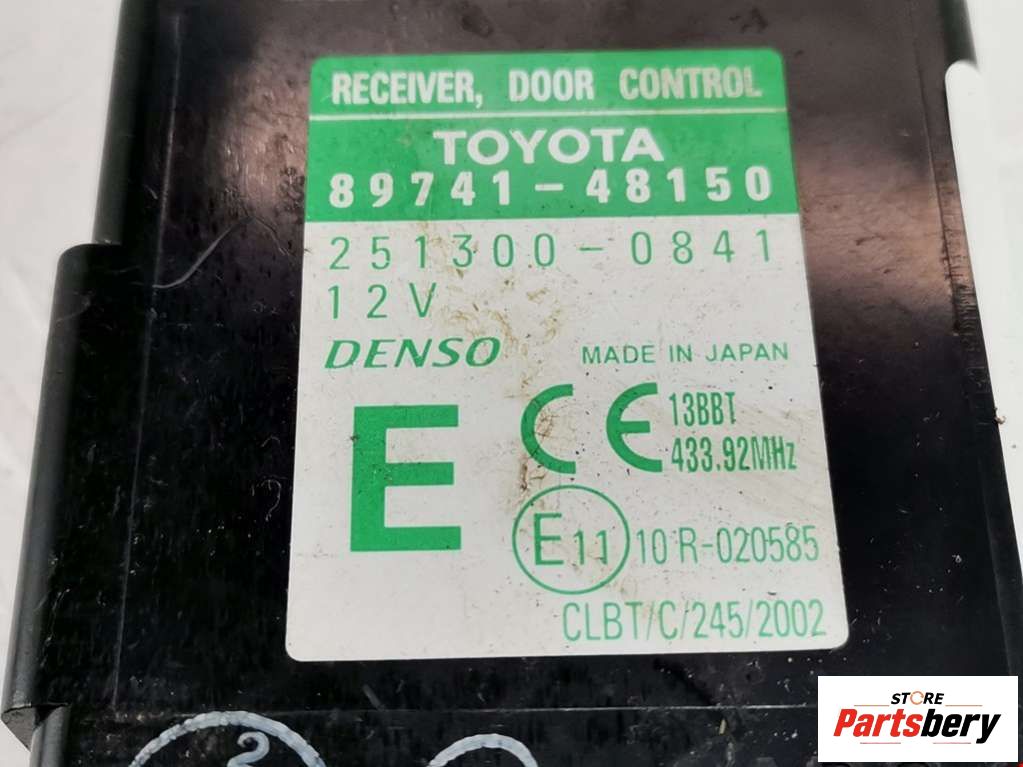 RECEIVER, DOOR CONTROL
TOYOTA
89741-48150
251300-0841
12V
DENSO MADE IN JAPAN
E CE 13BBT
433.92MHz
E11 10R-020585
CLBT/C/245/2002
2
STORE
Partsbery